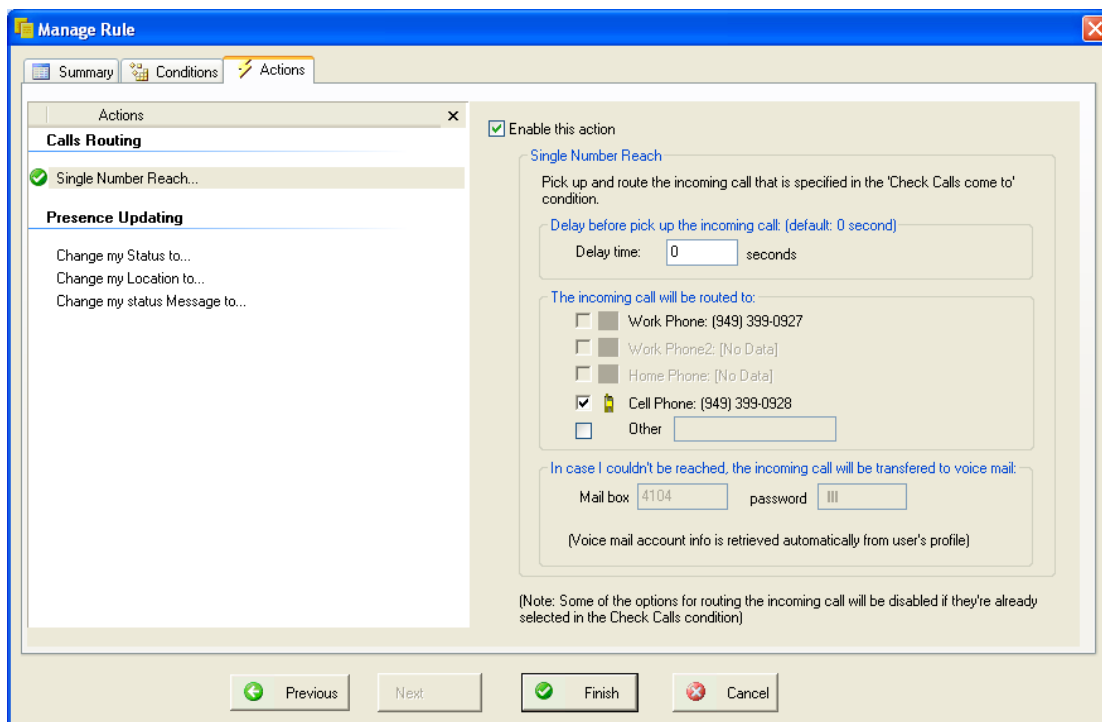 Manage Rule
Summary Conditions Actions
Actions
Calls Routing
Single Number Reach...
Presence Updating
Change my Status to...
Change my Location to...
Change my status Message to...
Enable this action
Single Number Reach
Pick up and route the incoming call that is specified in the 'Check Calls come to'
condition.
Delay before pick up the incoming call: (default: 0 second)
Delay time: 0 seconds
The incoming call will be routed to:
Work Phone: (949) 399-0927
Work Phone2: [No Data]
Home Phone: [No Data]
Cell Phone: (949) 399-0928
Other
In case I couldn't be reached, the incoming call will be transfered to voice mail:
Mail box 4104 password
(Voice mail account info is retrieved automatically from user's profile)
(Note: Some of the options for routing the incoming call will be disabled if they're already
selected in the Check Calls condition)
Previous Next Finish Cancel